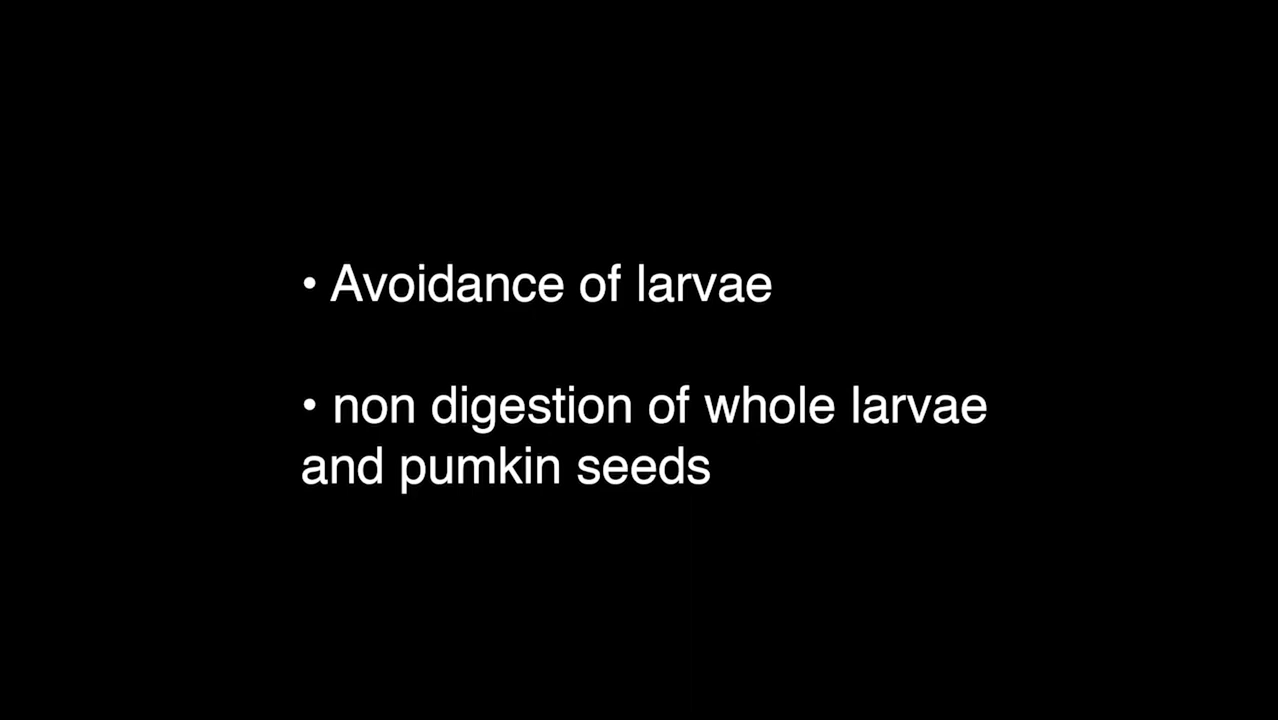 • Avoidance of larvae
• non digestion of whole larvae
and pumkin seeds